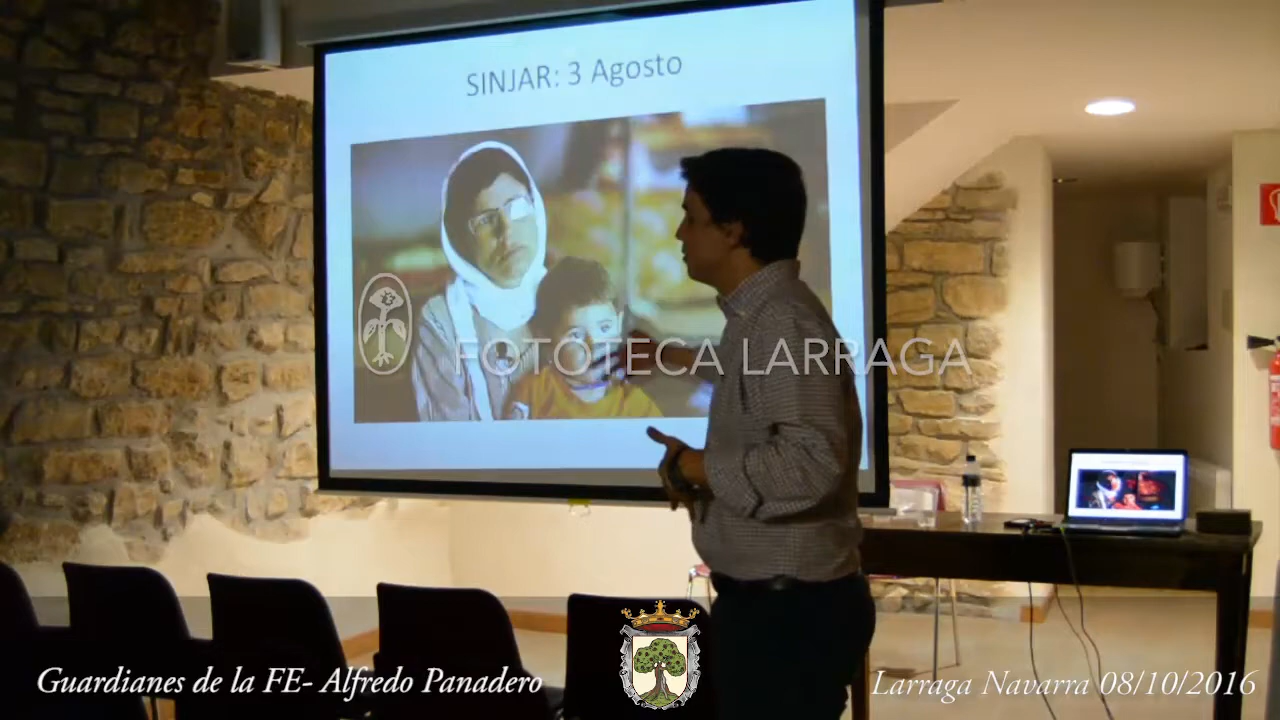 SINJAR: 3 Agosto
FOTOTECA LARRAGA
Guardianes de la FE- Alfredo Panadero
Larraga Navarra 08/10/2016